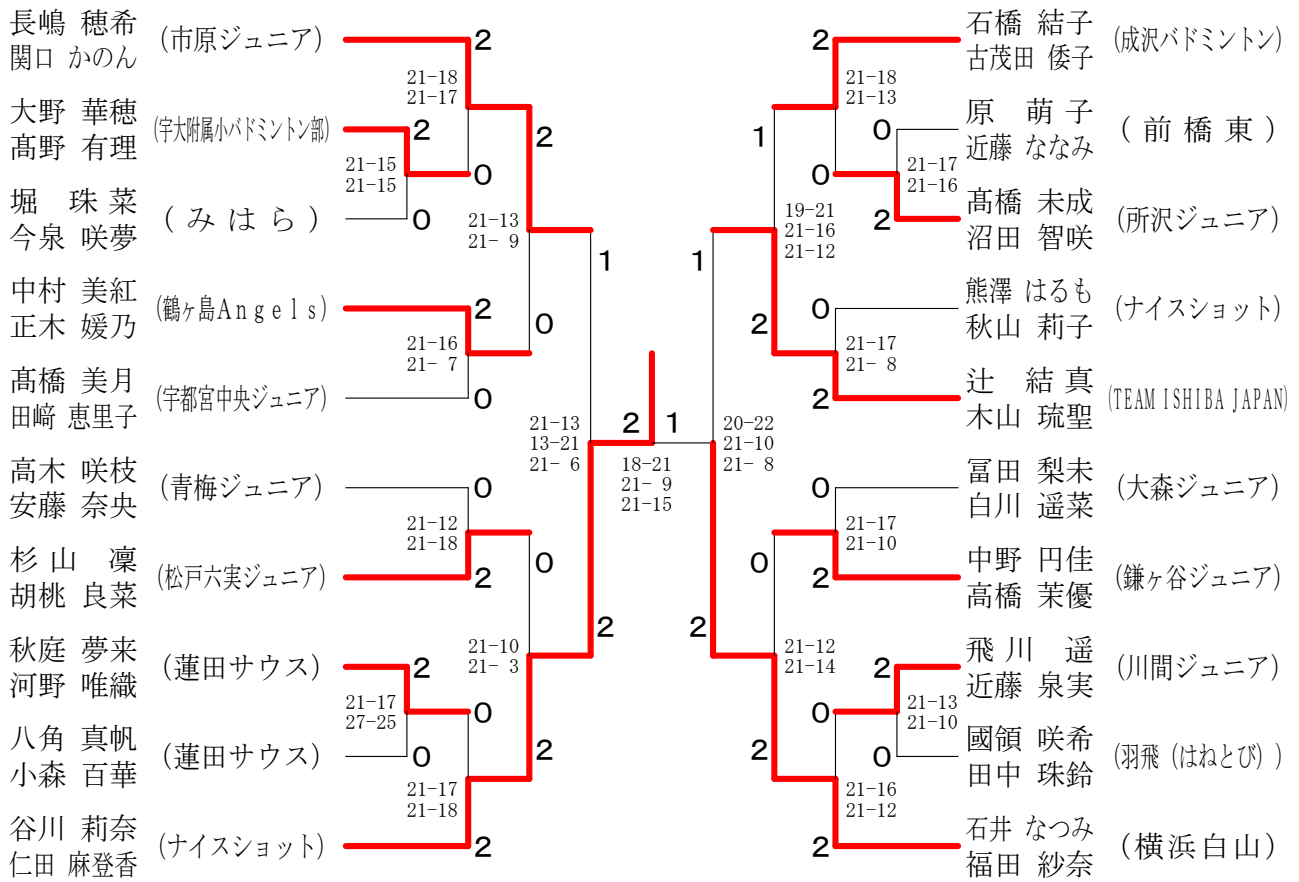 長嶋 穂希
関口 かのん
(市原ジュニア)
2
21-18
21-17
大野 華穂
髙野 有理
(宇大附属小バドミントン部)
2
21-15
21-15
0
2
堀 珠菜
今泉 咲夢
(みはら)
0
21-13
21- 9
1
中村 美紅
正木 媛乃
(鶴ヶ島Angels)
2
21-16
21- 7
0
髙橋 美月
田﨑 恵里子
(宇都宮中央ジュニア)
0
21-13
13-21
21- 6
高木 咲枝
安藤 奈央
(青梅ジュニア)
0
21-12
21-18
0
杉山 凜
胡桃 良菜
(松戸六実ジュニア)
2
2
秋庭 夢来
河野 唯織
(蓮田サウス)
2
21-17
27-25
0
21-10
21- 3
八角 真帆
小森 百華
(蓮田サウス)
0
2
21-17
21-18
谷川 莉奈
仁田 麻登香
(ナイスショット)
2
2
1
18-21
21- 9
21-15
石橋 結子
古茂田 倭子
(成沢バドミントン)
2
21-18
21-13
原 萌子
近藤 ななみ
(前橋東)
0
21-17
21-16
0
1
髙橋 未成
沼田 智咲
(所沢ジュニア)
2
19-21
21-16
21-12
1
熊澤 はるも
秋山 莉子
(ナイスショット)
0
21-17
21- 8
2
辻 結真
木山 琉聖
(TEAM ISHIBA JAPAN)
2
20-22
21-10
21- 8
冨田 梨未
白川 遥菜
(大森ジュニア)
0
21-17
21-10
0
中野 円佳
高橋 茉優
(鎌ヶ谷ジュニア)
2
2
21-12
21-14
飛川 遥
近藤 泉実
(川間ジュニア)
2
21-13
21-10
0
國領 咲希
田中 珠鈴
(羽飛(はねとび))
0
2
21-16
21-12
石井 なつみ
福田 紗奈
(横浜白山)
2